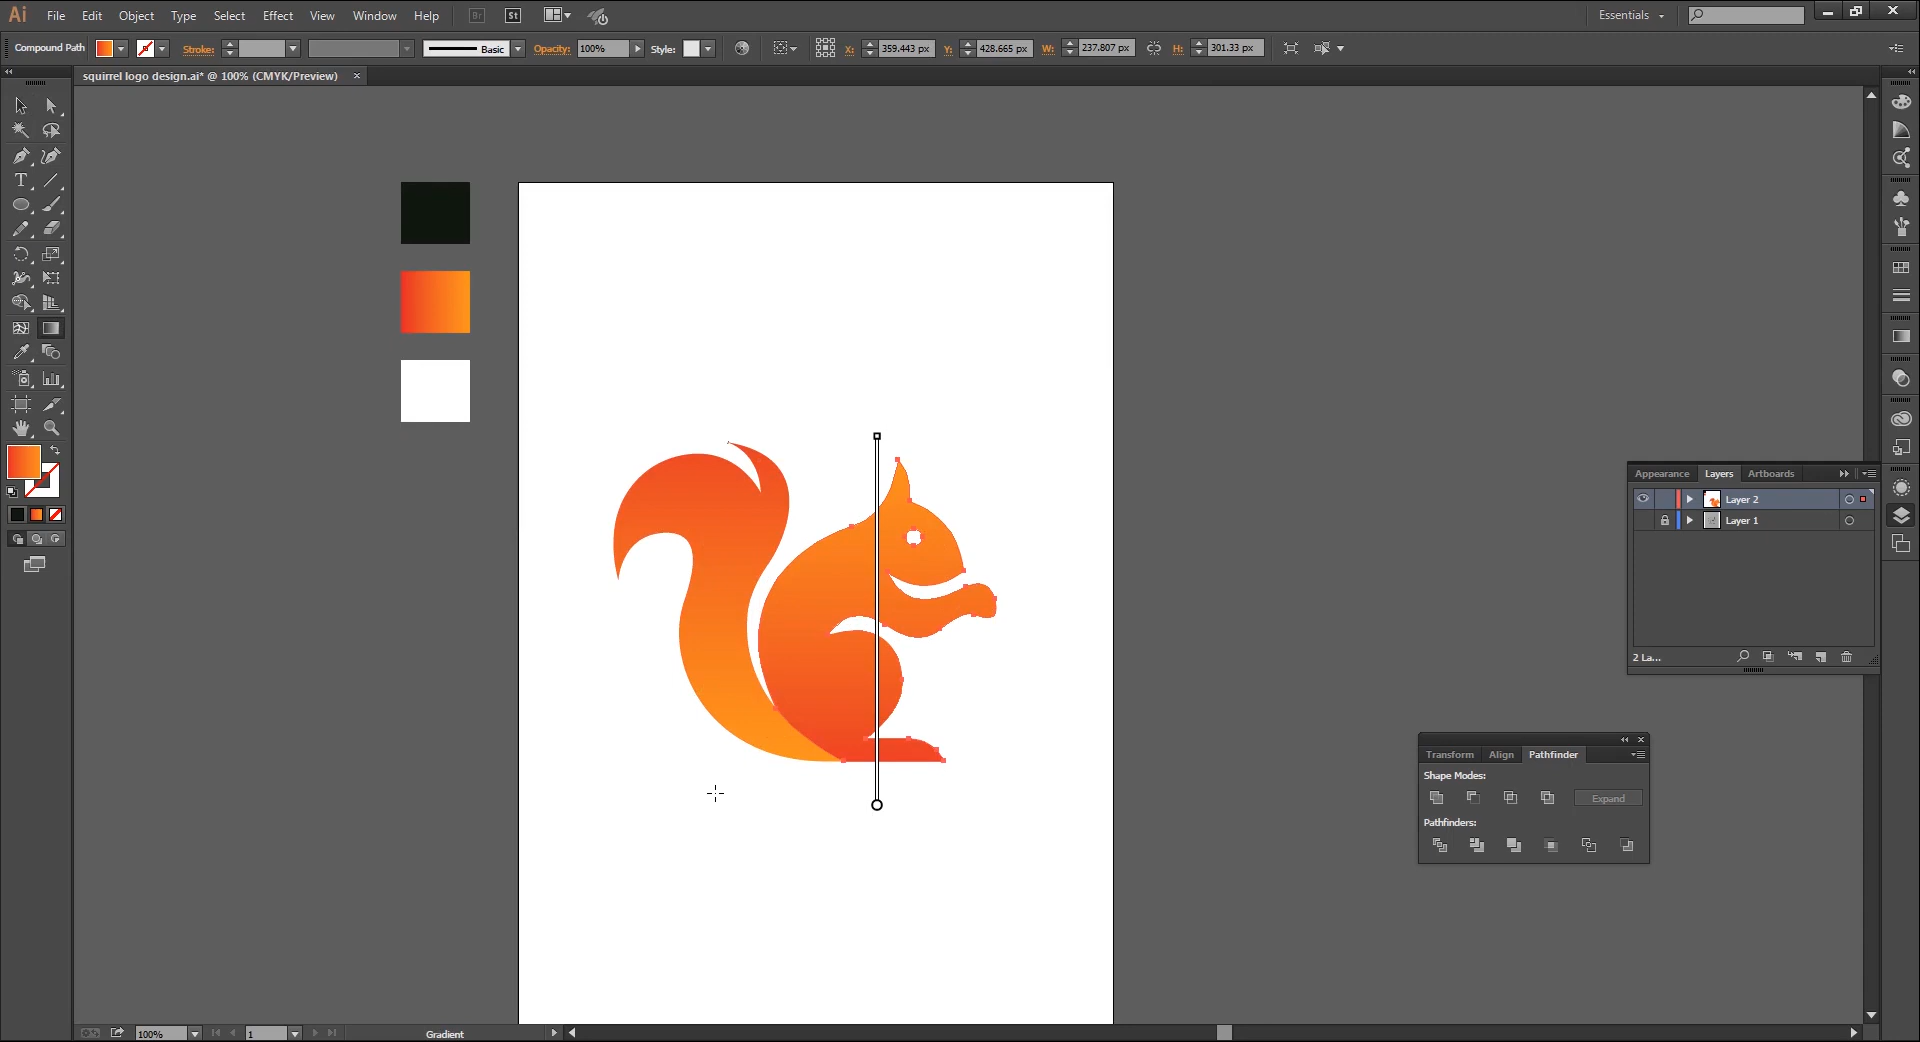 Ai File Edit Object Type Select Effect View Window Help Br St Essentials
Compound Path Stroke: Basic Opacity: 100% Style: X: 359.443 px Y: 428.665 px W: 237.807 px H: 301.33 px
squirrel logo design.ai* @ 100% (CMYK/Preview) ×
T
Appearance Layers Artboards
Layer 2
Layer 1
2 La...
Transform Align Pathfinder
Shape Modes:
Expand
Pathfinders:
100% 1 Gradient